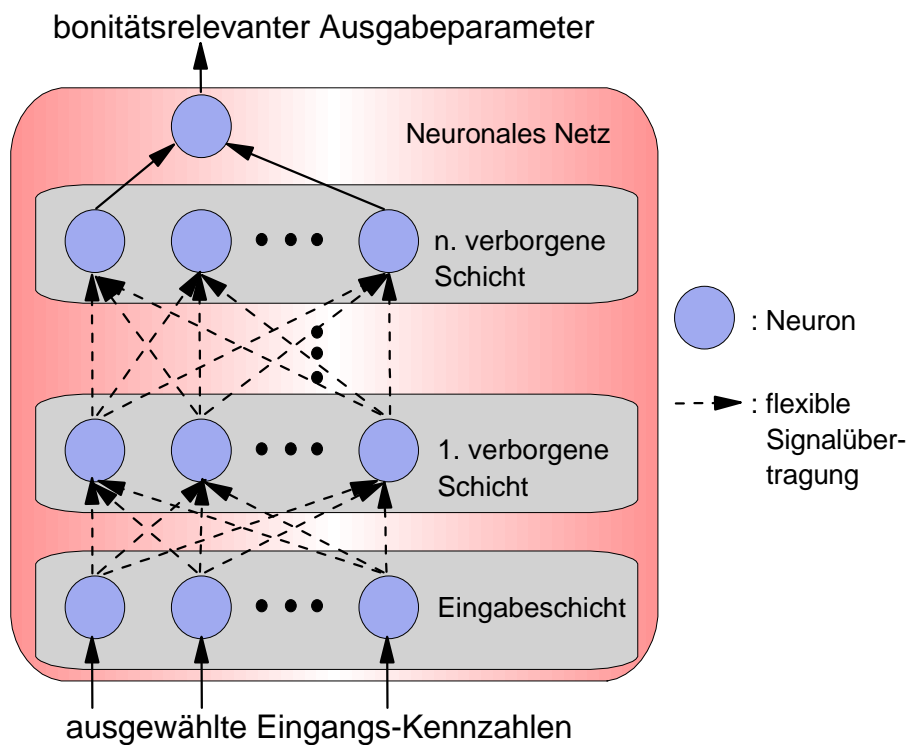 bonitätsrelevanter Ausgabeparameter
Neuronales Netz
n. verborgene
Schicht
: Neuron
: flexible
Signalüber-
tragung
1. verborgene
Schicht
Eingabeschicht
ausgewählte Eingangs-Kennzahlen